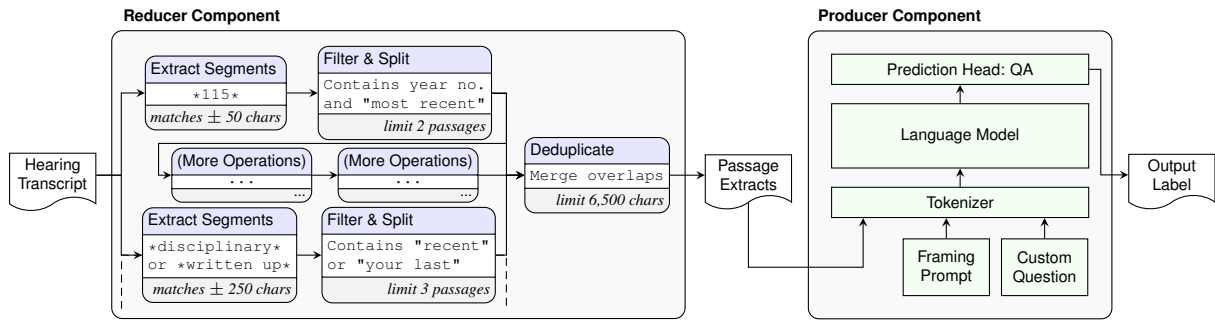 Reducer Component
Producer Component
Extract Segments
*115*
matches ± 50 chars
Filter & Split
Contains year no.
and "most recent"
limit 2 passages
Hearing
Transcript
(More Operations)
...
...
(More Operations)
...
...
Deduplicate
Merge overlaps
limit 6,500 chars
Extract Segments
*disciplinary*
or *written up*
matches ± 250 chars
Filter & Split
Contains "recent"
or "your last"
limit 3 passages
Passage
Extracts
Prediction Head: QA
Language Model
Tokenizer
Framing
Prompt
Custom
Question
Output
Label